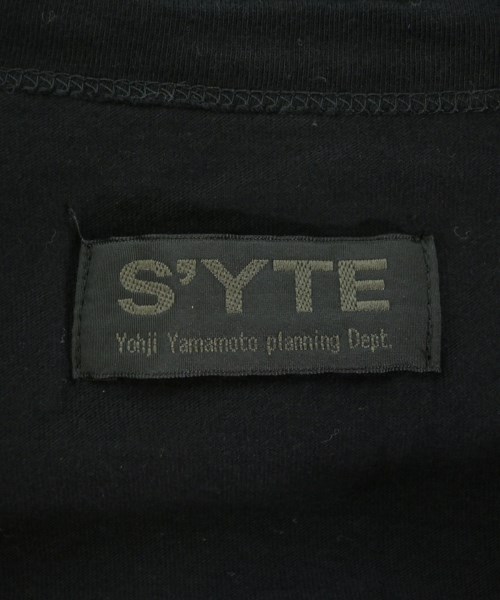 S'YTE
Yohji Yamamoto planning Dept.